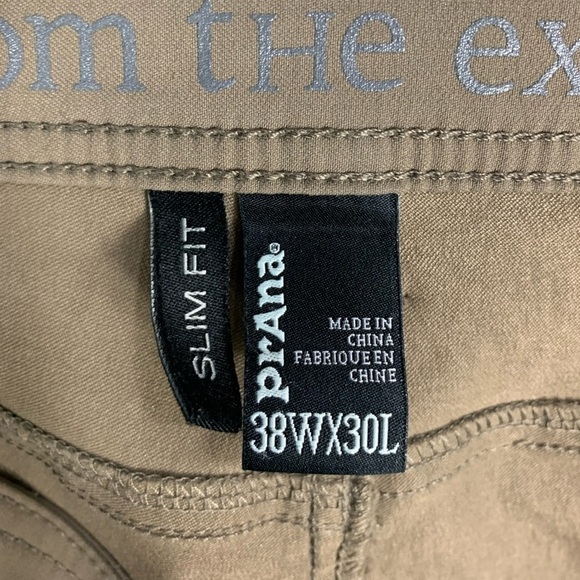 om tHe ex
SLIM FIT
prAna®
MADE IN
CHINA
FABRIQUE EN
CHINE
38WX30L